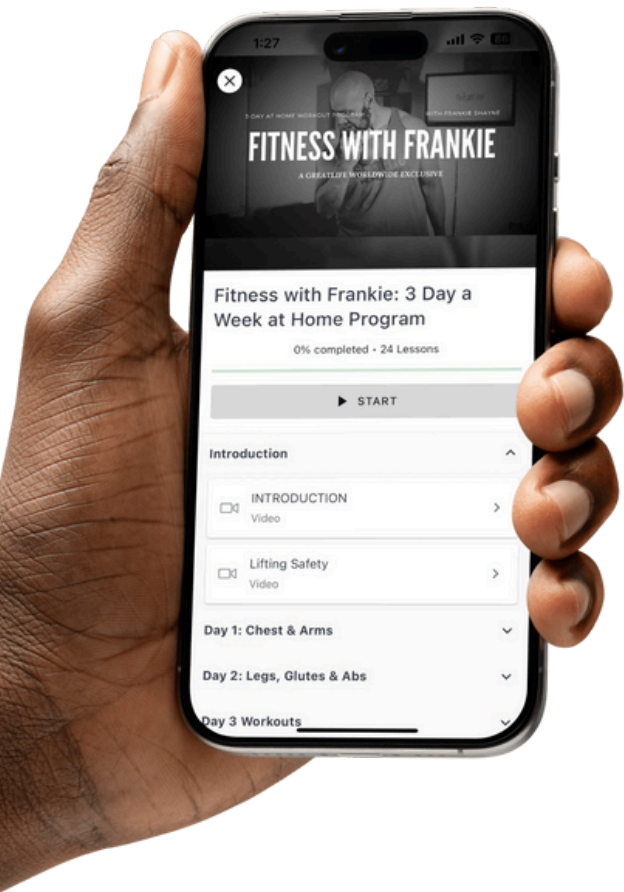 1:27
3-DAY AT HOME WORKOUT PROGRAM
WITH FRANKIE SHAYNE
FITNESS WITH FRANKIE
A GREATLIFE WORLDWIDE EXCLUSIVE
Fitness with Frankie: 3 Day a
Week at Home Program
0% completed • 24 Lessons
START
Introduction
INTRODUCTION
Video
Lifting Safety
Video
Day 1: Chest & Arms
Day 2: Legs, Glutes & Abs
Day 3 Workouts